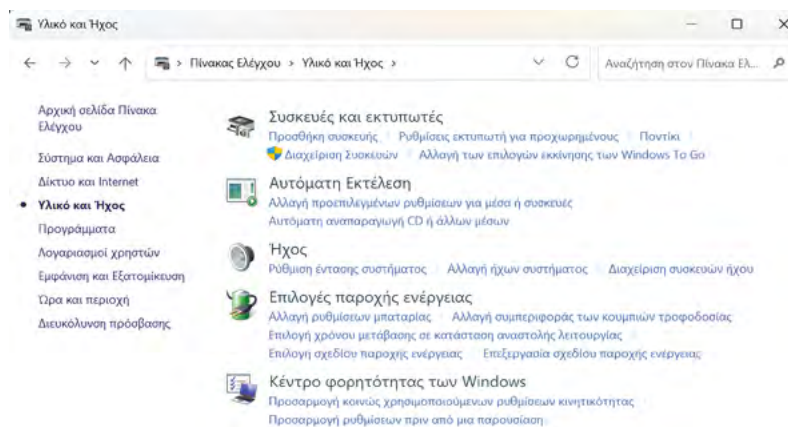 Υλικό και Ήχος
Πίνακας Ελέγχου > Υλικό και Ήχος >
Αναζήτηση στον Πίνακα Ελ...
Αρχική σελίδα Πίνακα
Ελέγχου
Σύστημα και Ασφάλεια
Δίκτυο και Internet
Υλικό και Ήχος
Προγράμματα
Λογαριασμοί χρηστών
Εμφάνιση και Εξατομίκευση
Ώρα και περιοχή
Διευκόλυνση πρόσβασης
Συσκευές και εκτυπωτές
Προσθήκη συσκευής Ρυθμίσεις εκτυπωτή για προχωρημένους Ποντίκι
Διαχείριση Συσκευών Αλλαγή των επιλογών εκκίνησης των Windows To Go
Αυτόματη Εκτέλεση
Αλλαγή προεπιλεγμένων ρυθμίσεων για μέσα ή συσκευές
Αυτόματη αναπαραγωγή CD ή άλλων μέσων
Ήχος
Ρύθμιση έντασης συστήματος Αλλαγή ήχων συστήματος Διαχείριση συσκευών ήχου
Επιλογές παροχής ενέργειας
Αλλαγή ρυθμίσεων μπαταρίας Αλλαγή συμπεριφοράς των κουμπιών τροφοδοσίας
Επιλογή χρόνου μετάβασης σε κατάσταση αναστολής λειτουργίας
Επιλογή σχεδίου παροχής ενέργειας Επεξεργασία σχεδίου παροχής ενέργειας
Κέντρο φορητότητας των Windows
Προσαρμογή κοινώς χρησιμοποιούμενων ρυθμίσεων κινητικότητας
Προσαρμογή ρυθμίσεων πριν από μια παρουσίαση